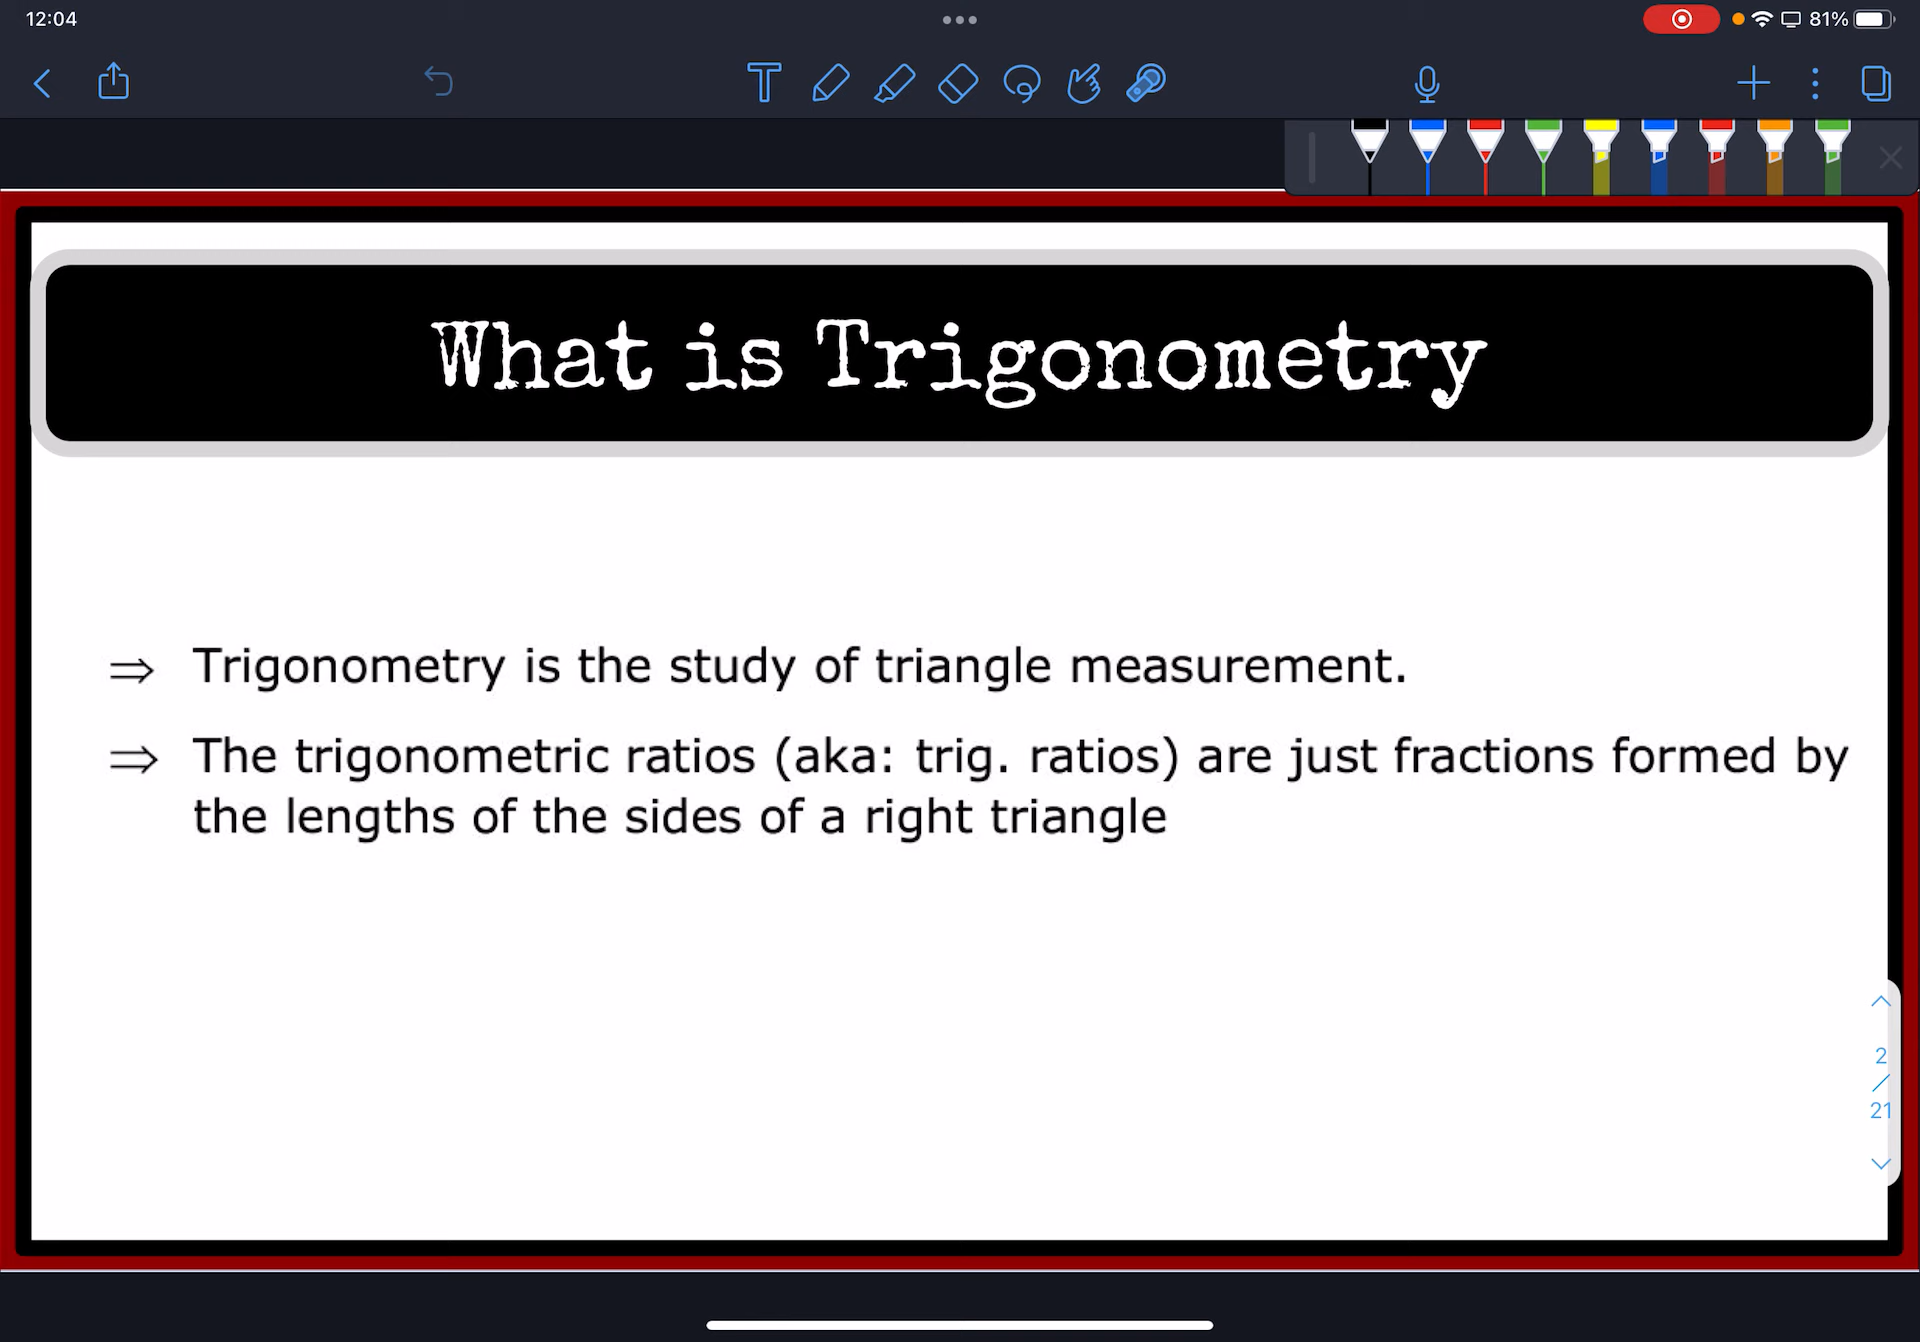 12:04
81%
What is Trigonometry
⇒ Trigonometry is the study of triangle measurement.
⇒ The trigonometric ratios (aka: trig. ratios) are just fractions formed by
the lengths of the sides of a right triangle
2
/
21